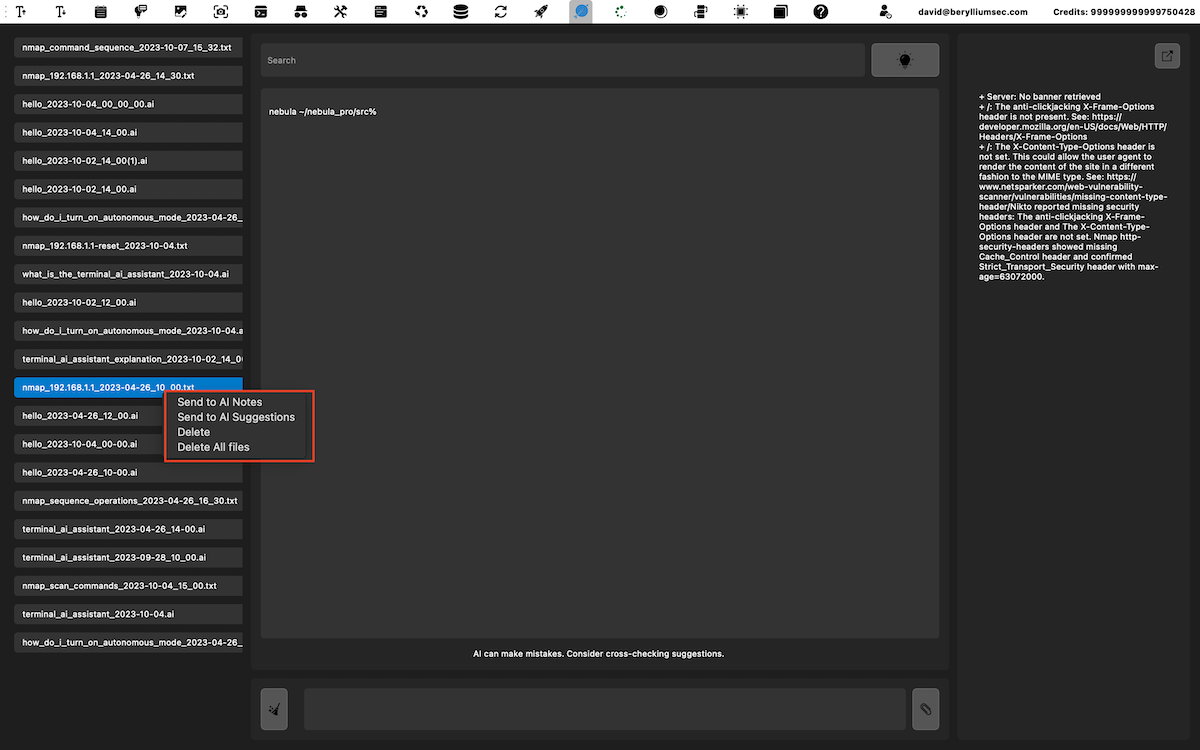 david@berylliumsec.com
Credits: 999999999999750428
nmap_command_sequence_2023-10-07_15_32.txt
nmap_192.168.1.1_2023-04-26_14_30.txt
hello_2023-10-04_00_00_00.ai
hello_2023-10-04_14_00.ai
hello_2023-10-02_14_00(1).ai
hello_2023-10-02_14_00.ai
how_do_i_turn_on_autonomous_mode_2023-04-26_
nmap_192.168.1.1-reset_2023-10-04.txt
what_is_the_terminal_ai_assistant_2023-10-04.ai
hello_2023-10-02_12_00.ai
how_do_i_turn_on_autonomous_mode_2023-10-04.a
terminal_ai_assistant_explanation_2023-10-02_14_0
nmap_192.168.1.1_2023-04-26_10_00.txt
hello_2023-04-26_12_00.ai
hello_2023-10-04_00-00.ai
hello_2023-04-26_10-00.ai
nmap_sequence_operations_2023-04-26_16_30.txt
terminal_ai_assistant_2023-04-26_14-00.ai
terminal_ai_assistant_2023-09-28_10_00.ai
nmap_scan_commands_2023-10-04_15_00.txt
terminal_ai_assistant_2023-10-04.ai
how_do_i_turn_on_autonomous_mode_2023-04-26_
Send to AI Notes
Send to AI Suggestions
Delete
Delete All files
Search
nebula ~/nebula_pro/src%
AI can make mistakes. Consider cross-checking suggestions.
+ Server: No banner retrieved
+ /: The anti-clickjacking X-Frame-Options
header is not present. See: https://
developer.mozilla.org/en-US/docs/Web/HTTP/
Headers/X-Frame-Options
+ /: The X-Content-Type-Options header is
not set. This could allow the user agent to
render the content of the site in a different
fashion to the MIME type. See: https://
www.netsparker.com/web-vulnerability-
scanner/vulnerabilities/missing-content-type-
header/Nikto reported missing security
headers: The anti-clickjacking X-Frame-
Options header and The X-Content-Type-
Options header are not set. Nmap http-
security-headers showed missing
Cache_Control header and confirmed
Strict_Transport_Security header with max-
age=63072000.